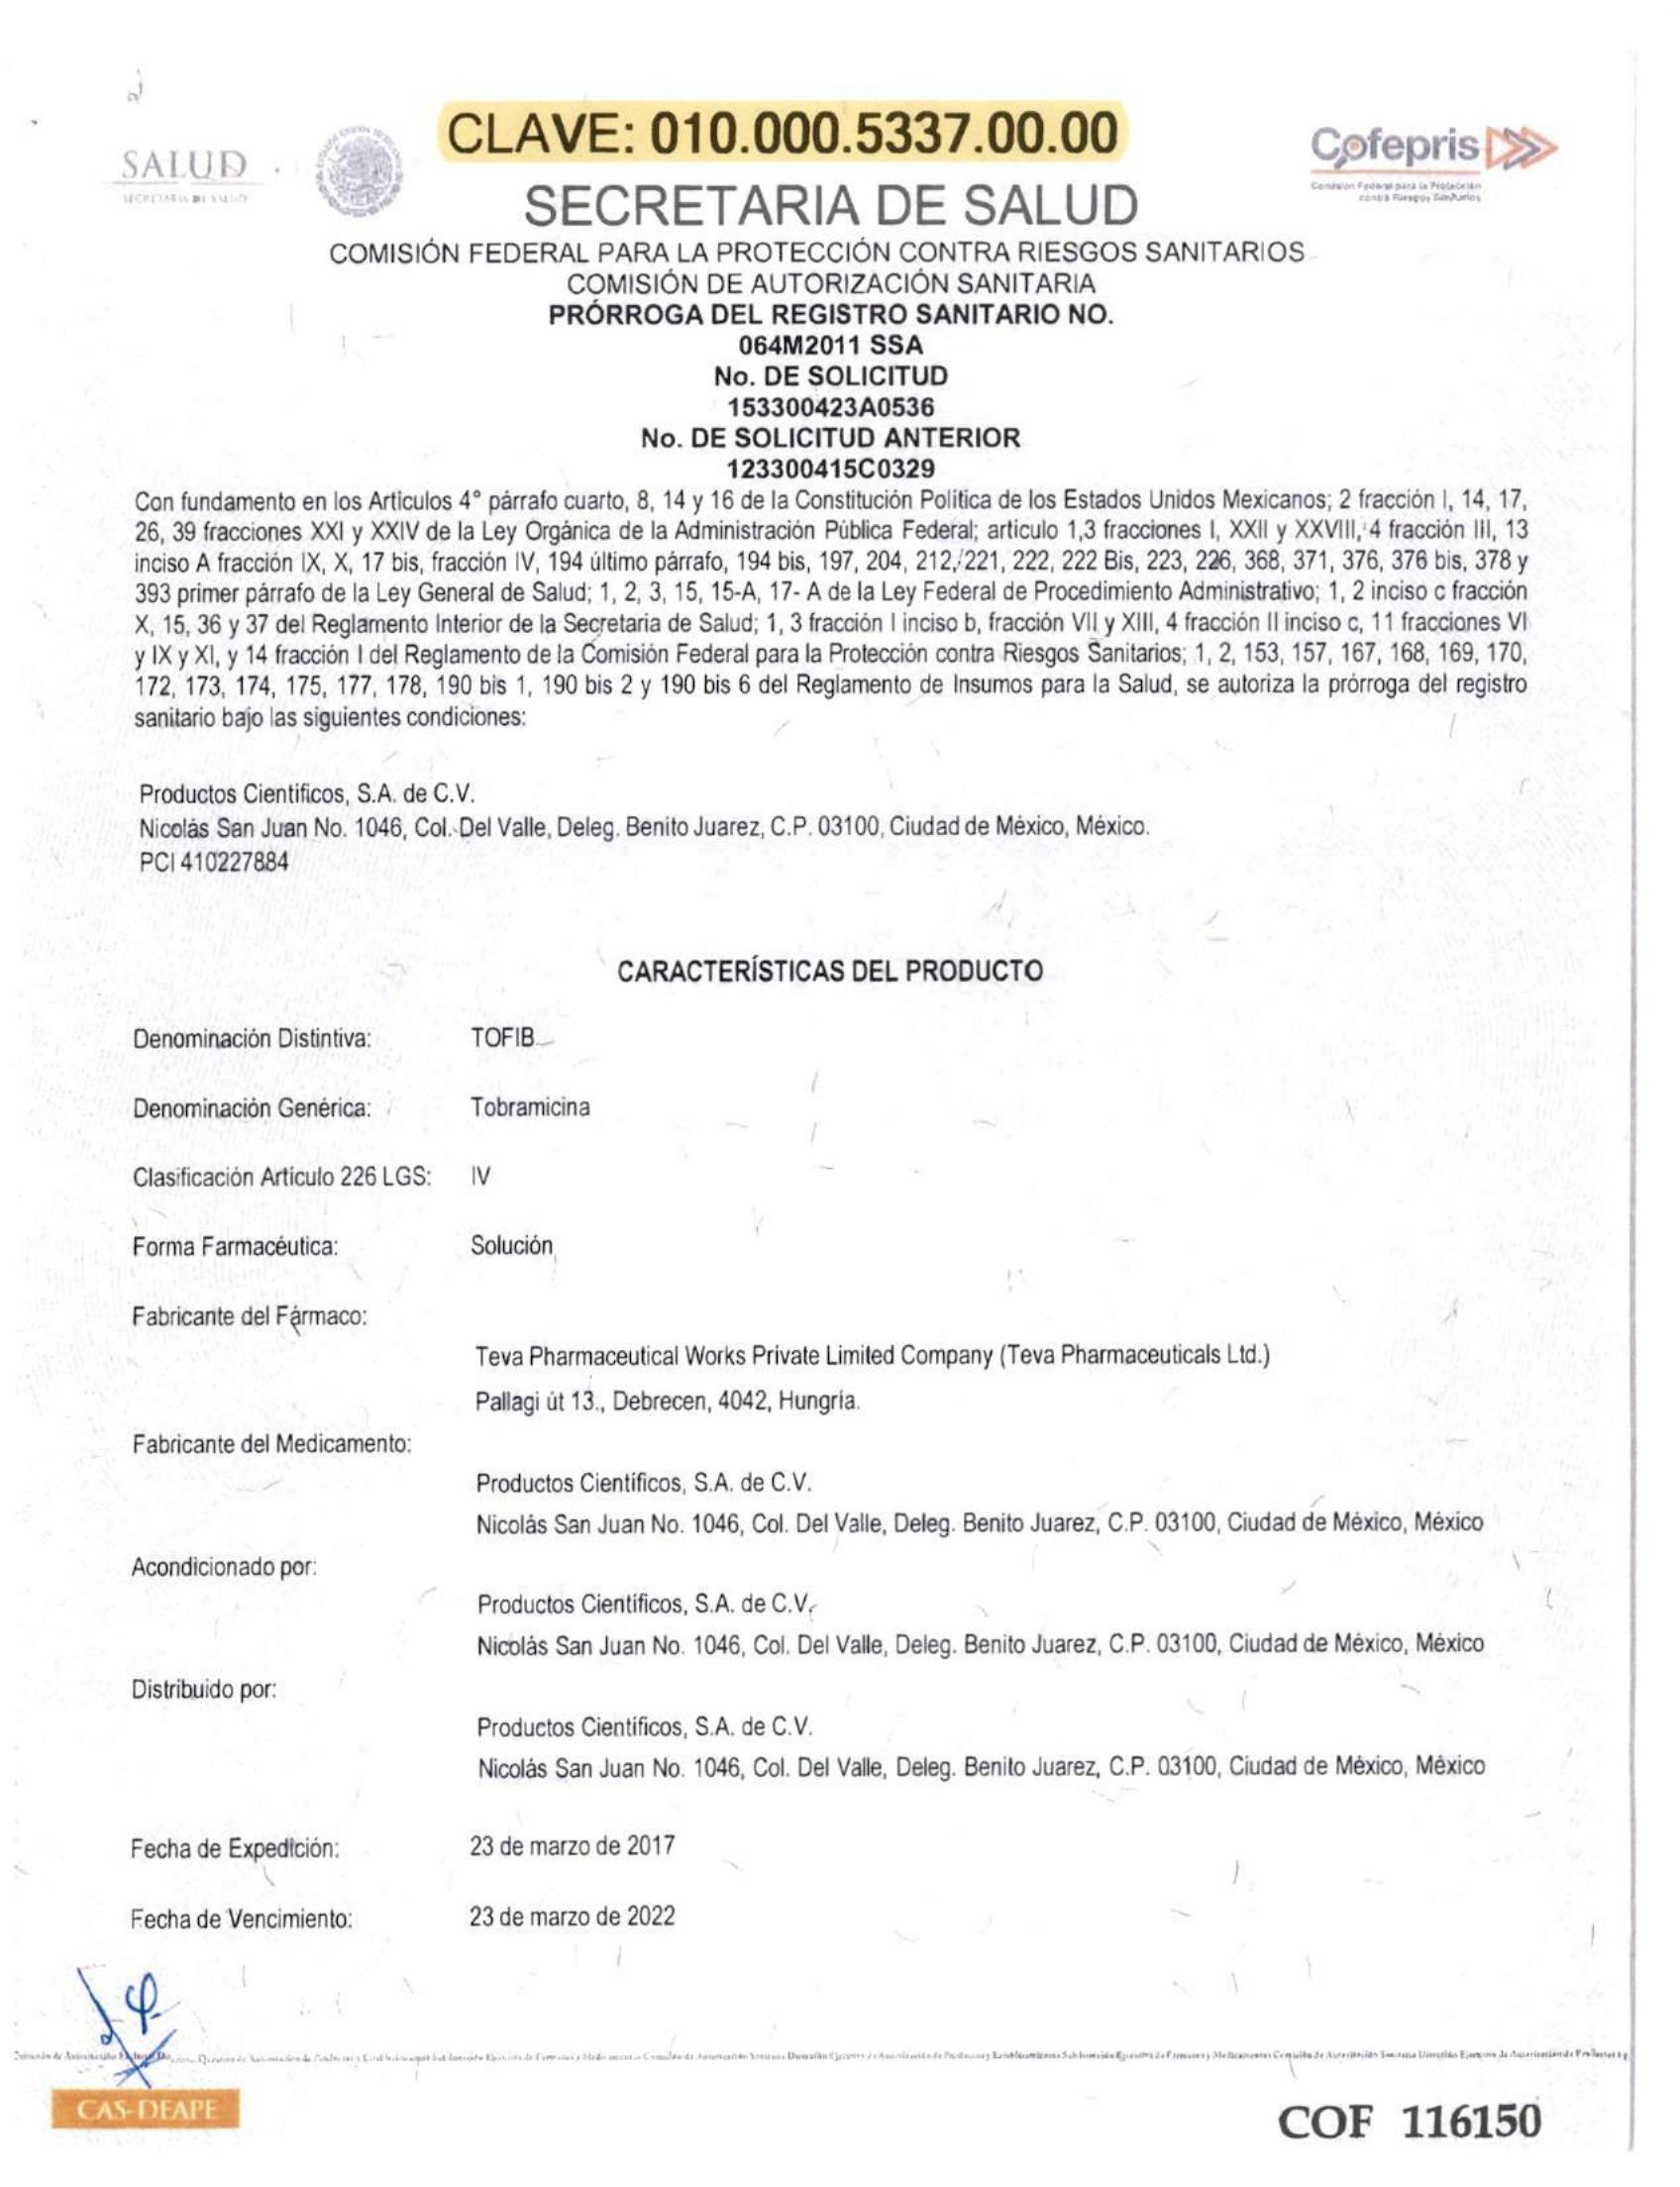 CLAVE: 010.000.5337.00.00
SALUD
SECRETARIA DE SALUD
Cofepris
Comisión Federal para la Protección
contra Riesgos Sanitarios
SECRETARIA DE SALUD
COMISIÓN FEDERAL PARA LA PROTECCIÓN CONTRA RIESGOS SANITARIOS
COMISIÓN DE AUTORIZACIÓN SANITARIA
PRÓRROGA DEL REGISTRO SANITARIO NO.
064M2011 SSA
No. DE SOLICITUD
153300423A0536
No. DE SOLICITUD ANTERIOR
123300415C0329
Con fundamento en los Articulos 4° párrafo cuarto, 8, 14 y 16 de la Constitución Politica de los Estados Unidos Mexicanos; 2 fracción I, 14, 17,
26, 39 fracciones XXI y XXIV de la Ley Orgánica de la Administración Pública Federal; artículo 1,3 fracciones I, XXII y XXVIII, 4 fracción III, 13
inciso A fracción IX, X, 17 bis, fracción IV, 194 último párrafo, 194 bis, 197, 204, 212, 221, 222, 222 Bis, 223, 226, 368, 371, 376, 376 bis, 378 y
393 primer párrafo de la Ley General de Salud; 1, 2, 3, 15, 15-A, 17- A de la Ley Federal de Procedimiento Administrativo; 1, 2 inciso c fracción
X, 15, 36 y 37 del Reglamento Interior de la Secretaria de Salud; 1, 3 fracción I inciso b, fracción VII y XIII, 4 fracción II inciso c, 11 fracciones VI
y IX y XI, y 14 fracción I del Reglamento de la Comisión Federal para la Protección contra Riesgos Sanitarios; 1, 2, 153, 157, 167, 168, 169, 170,
172, 173, 174, 175, 177, 178, 190 bis 1, 190 bis 2 y 190 bis 6 del Reglamento de Insumos para la Salud, se autoriza la prórroga del registro
sanitario bajo las siguientes condiciones:
Productos Científicos, S.A. de C.V.
Nicolás San Juan No. 1046, Col. Del Valle, Deleg. Benito Juarez, C.P. 03100, Ciudad de México, México.
PCI 410227884
CARACTERÍSTICAS DEL PRODUCTO
Denominación Distintiva: TOFIB
Denominación Genérica: Tobramicina
Clasificación Artículo 226 LGS: IV
Forma Farmacéutica: Solución
Fabricante del Fármaco:
Teva Pharmaceutical Works Private Limited Company (Teva Pharmaceuticals Ltd.)
Pallagi út 13., Debrecen, 4042, Hungría.
Fabricante del Medicamento:
Productos Científicos, S.A. de C.V.
Nicolás San Juan No. 1046, Col. Del Valle, Deleg. Benito Juarez, C.P. 03100, Ciudad de México, México
Acondicionado por:
Productos Científicos, S.A. de C.V.
Nicolás San Juan No. 1046, Col. Del Valle, Deleg. Benito Juarez, C.P. 03100, Ciudad de México, México
Distribuido por:
Productos Científicos, S.A. de C.V.
Nicolás San Juan No. 1046, Col. Del Valle, Deleg. Benito Juarez, C.P. 03100, Ciudad de México, México
Fecha de Expedición: 23 de marzo de 2017
Fecha de Vencimiento: 23 de marzo de 2022
CAS-DEAPE
COF 116150